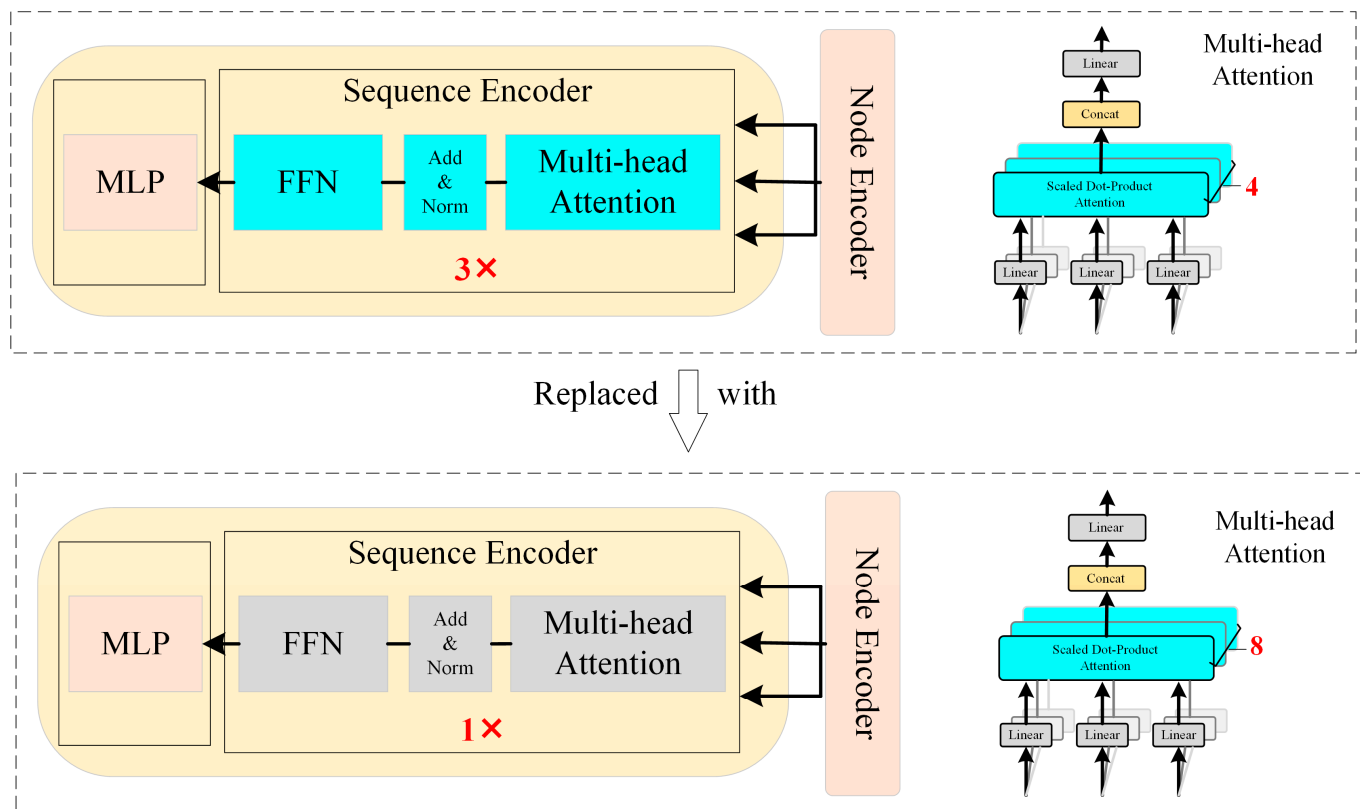 Sequence Encoder
MLP
FFN
Add
&
Norm
Multi-head
Attention
3×
Node Encoder
Multi-head
Attention
Linear
Concat
Scaled Dot-Product
Attention
4
Linear
Linear
Linear
Replaced with
Sequence Encoder
MLP
FFN
Add
&
Norm
Multi-head
Attention
1×
Node Encoder
Multi-head
Attention
Linear
Concat
Scaled Dot-Product
Attention
8
Linear
Linear
Linear